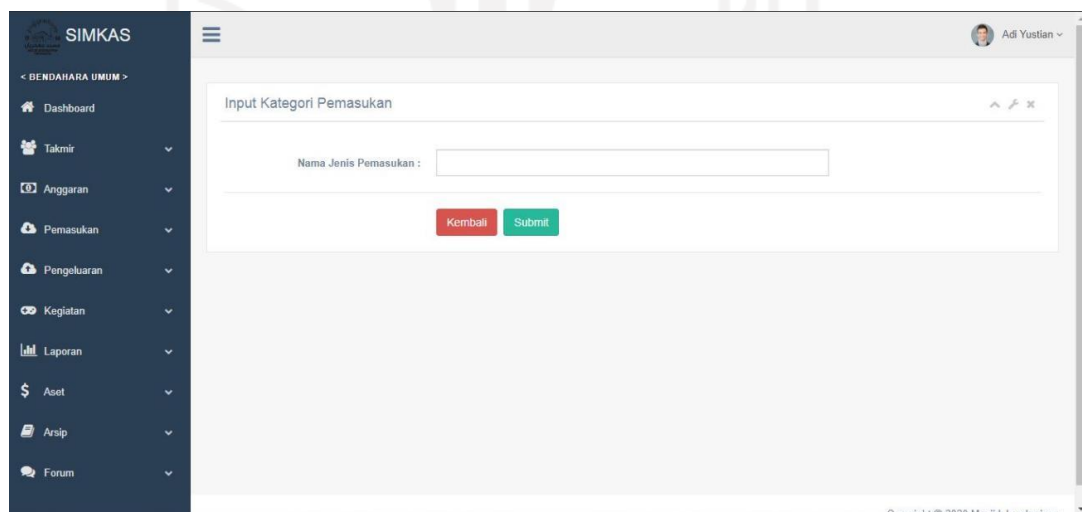 SIMKAS
Adi Yustian
< BENDAHARA UMUM >
Dashboard
Takmir
Anggaran
Pemasukan
Pengeluaran
Kegiatan
Laporan
Aset
Arsip
Forum
Input Kategori Pemasukan
Nama Jenis Pemasukan :
Kembali Submit